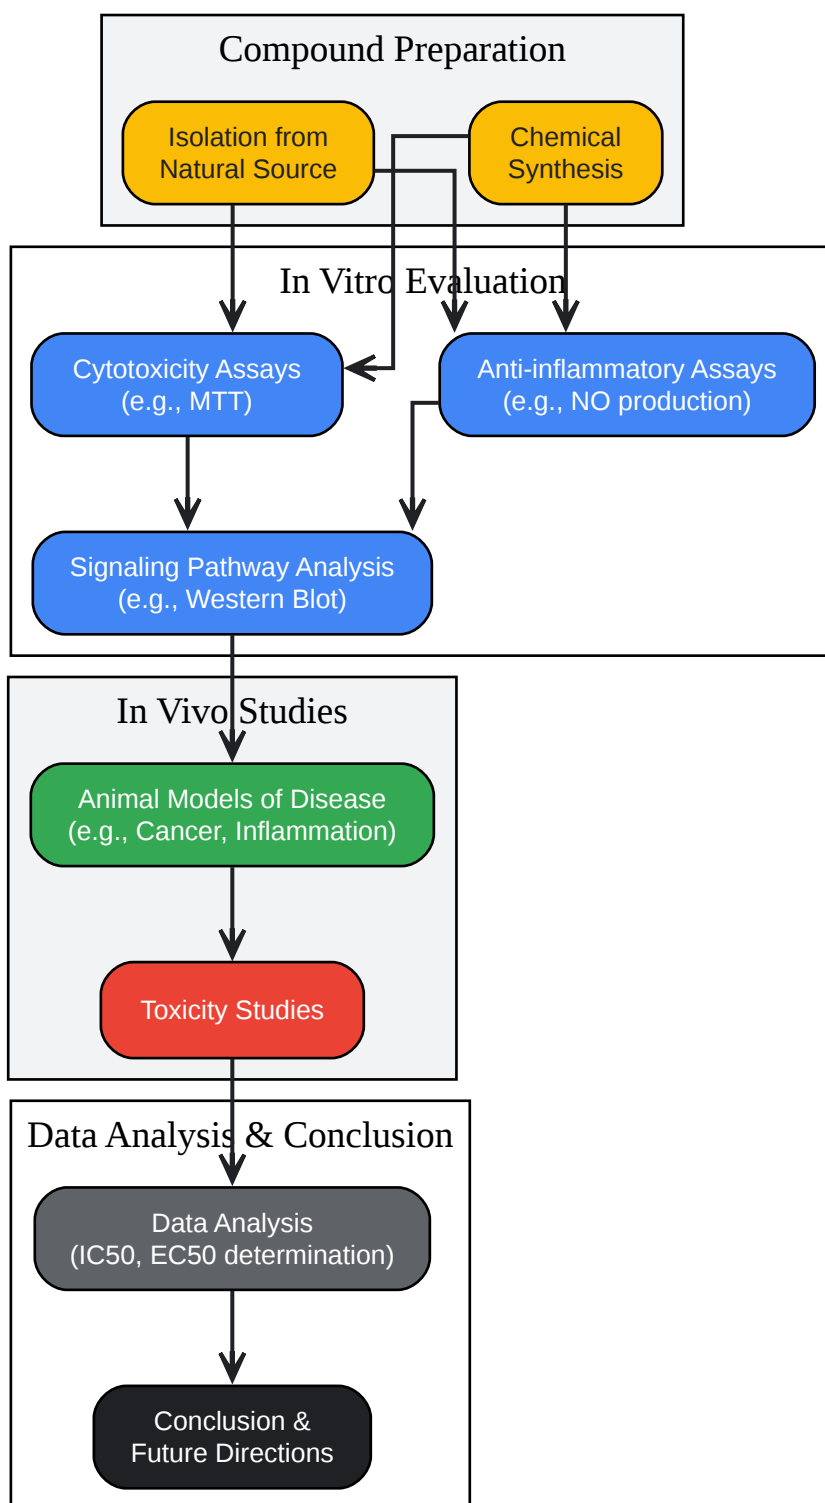 Compound Preparation
Isolation from
Natural Source
Chemical
Synthesis
In Vitro Evaluation
Cytotoxicity Assays
(e.g., MTT)
Anti-inflammatory Assays
(e.g., NO production)
Signaling Pathway Analysis
(e.g., Western Blot)
In Vivo Studies
Animal Models of Disease
(e.g., Cancer, Inflammation)
Toxicity Studies
Data Analysis & Conclusion
Data Analysis
(IC50, EC50 determination)
Conclusion &
Future Directions